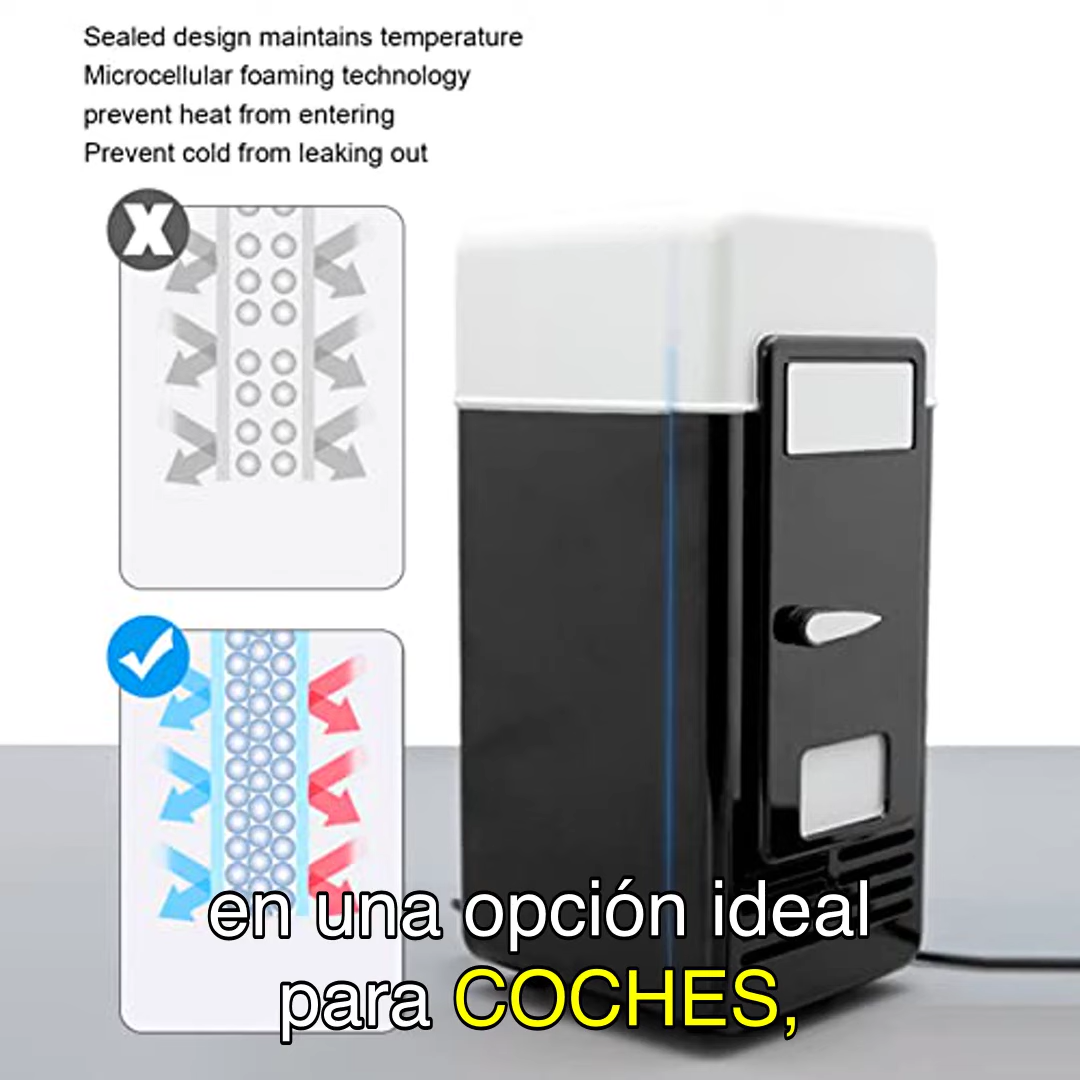 Sealed design maintains temperature
Microcellular foaming technology
prevent heat from entering
Prevent cold from leaking out
X
en una opción ideal
para COCHES,